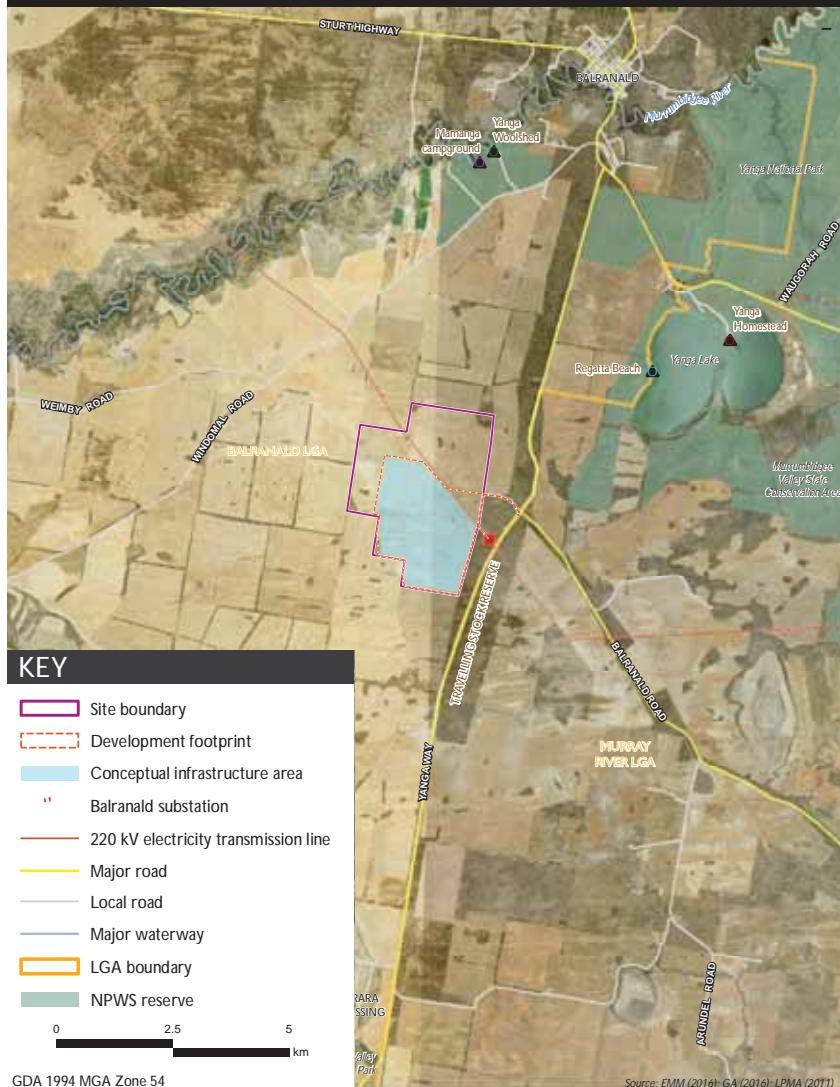 STURT HIGHWAY
BALRANALD
Murrumbidgee River
Mamanga
campground
Yanga
Woolshed
Yanga National Park
WAUGORAH ROAD
Yanga
Homestead
Regatta Beach
Yanga Lake
WEIMBY ROAD
WINDOMAL ROAD
BALRANALD LGA
Murrumbidgee
Valley State
Conservation Area
TRAVELLING STOCK RESERVE
BALRANALD ROAD
MURRAY
RIVER LGA
YANGA WAY
ARUNDEL ROAD
KEY
Site boundary
Development footprint
Conceptual infrastructure area
Balranald substation
220 kV electricity transmission line
Major road
Local road
Major waterway
LGA boundary
NPWS reserve
0 2.5 5
km
GDA 1994 MGA Zone 54
RARA
SSING
Valley
Park
Source: EMM (2016); GA (2016); LPMA (2011)